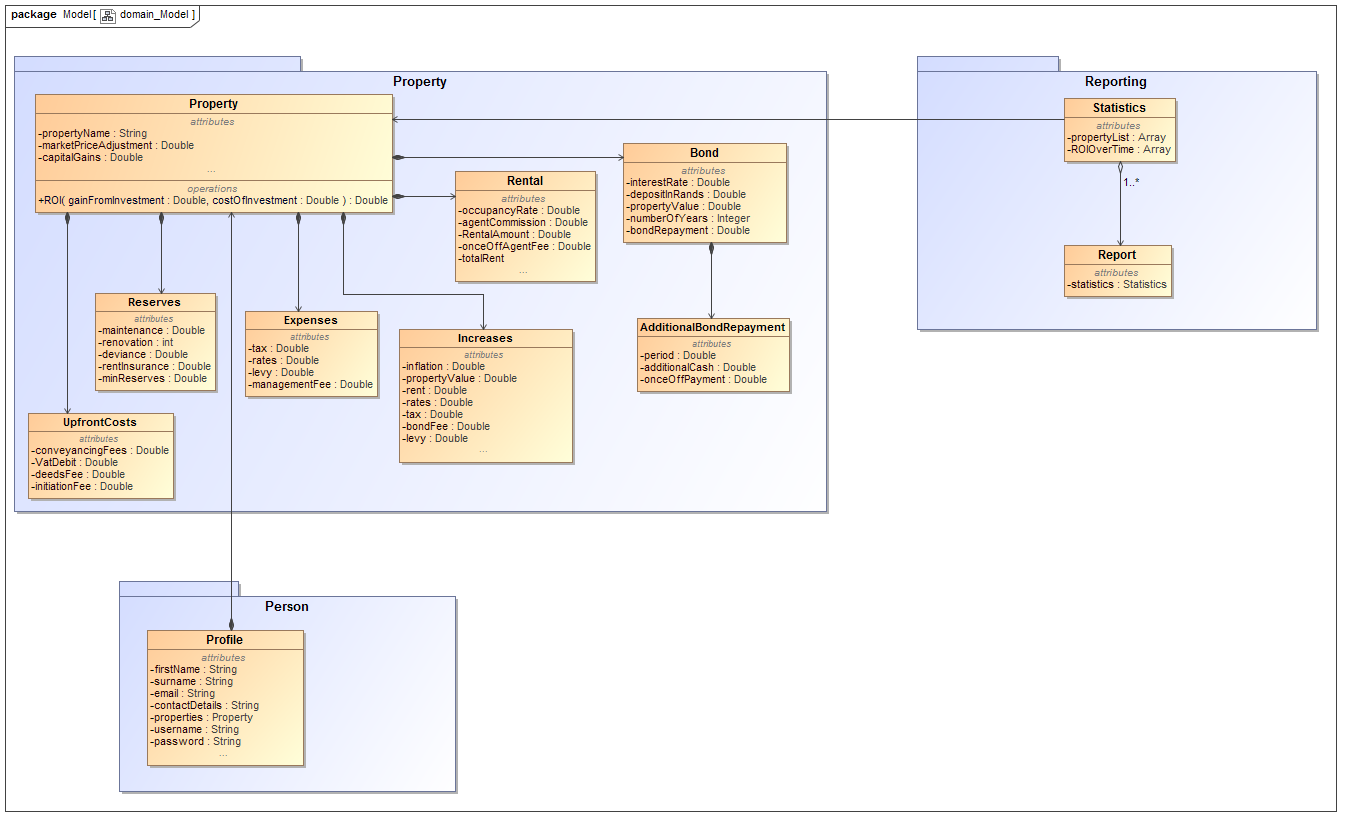 package Model[ domain_Model ]
Property
Property
attributes
-propertyName : String
-marketPriceAdjustment : Double
-capitalGains : Double
...
operations
+ROI( gainFromInvestment : Double, costOfInvestment : Double ) : Double
Bond
attributes
-interestRate : Double
-depositInRands : Double
-propertyValue : Double
-numberOfYears : Integer
-bondRepayment : Double
Rental
attributes
-occupancyRate : Double
-agentCommission : Double
-RentalAmount : Double
-onceOffAgentFee : Double
-totalRent
...
Reserves
attributes
-maintenance : Double
-renovation : int
-deviance : Double
-rentInsurance : Double
-minReserves : Double
Expenses
attributes
-tax : Double
-rates : Double
-levy : Double
-managementFee : Double
Increases
attributes
-inflation : Double
-propertyValue : Double
-rent : Double
-rates : Double
-tax : Double
-bondFee : Double
-levy : Double
...
AdditionalBondRepayment
attributes
-period : Double
-additionalCash : Double
-onceOffPayment : Double
UpfrontCosts
attributes
-conveyancingFees : Double
-VatDebit : Double
-deedsFee : Double
-initiationFee : Double
Reporting
Statistics
attributes
-propertyList : Array
-ROIOverTime : Array
1..*
Report
attributes
-statistics : Statistics
Person
Profile
attributes
-firstName : String
-surname : String
-email : String
-contactDetails : String
-properties : Property
-username : String
-password : String
...